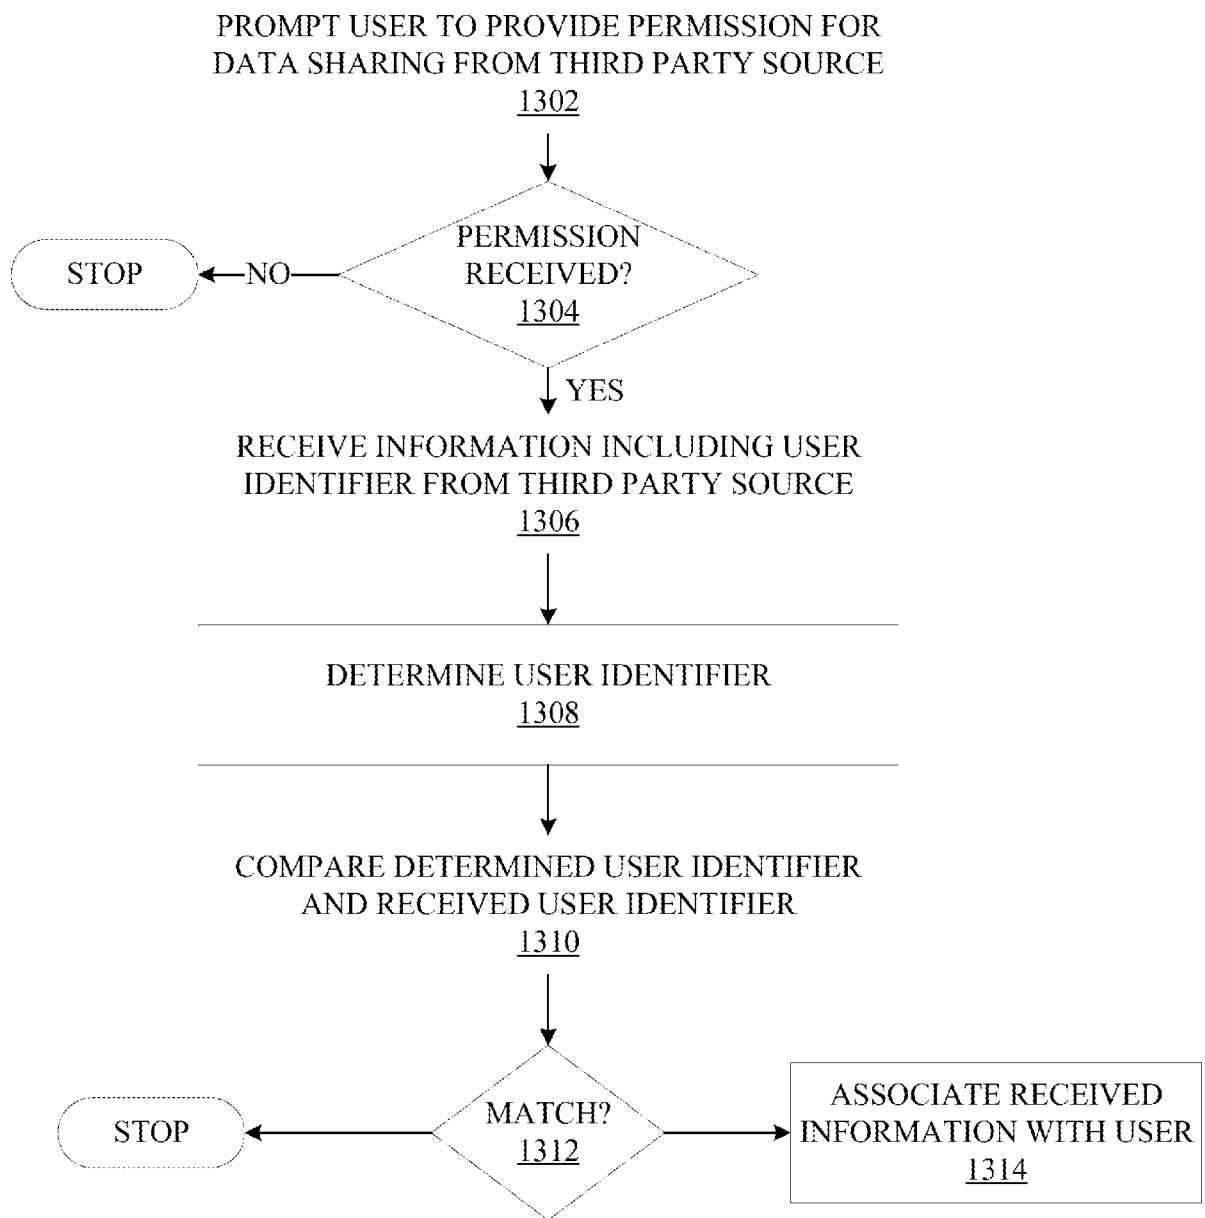 PROMPT USER TO PROVIDE PERMISSION FOR
DATA SHARING FROM THIRD PARTY SOURCE
1302
PERMISSION
RECEIVED?
1304
NO
STOP
YES
RECEIVE INFORMATION INCLUDING USER
IDENTIFIER FROM THIRD PARTY SOURCE
1306
DETERMINE USER IDENTIFIER
1308
COMPARE DETERMINED USER IDENTIFIER
AND RECEIVED USER IDENTIFIER
1310
MATCH?
1312
STOP
ASSOCIATE RECEIVED
INFORMATION WITH USER
1314